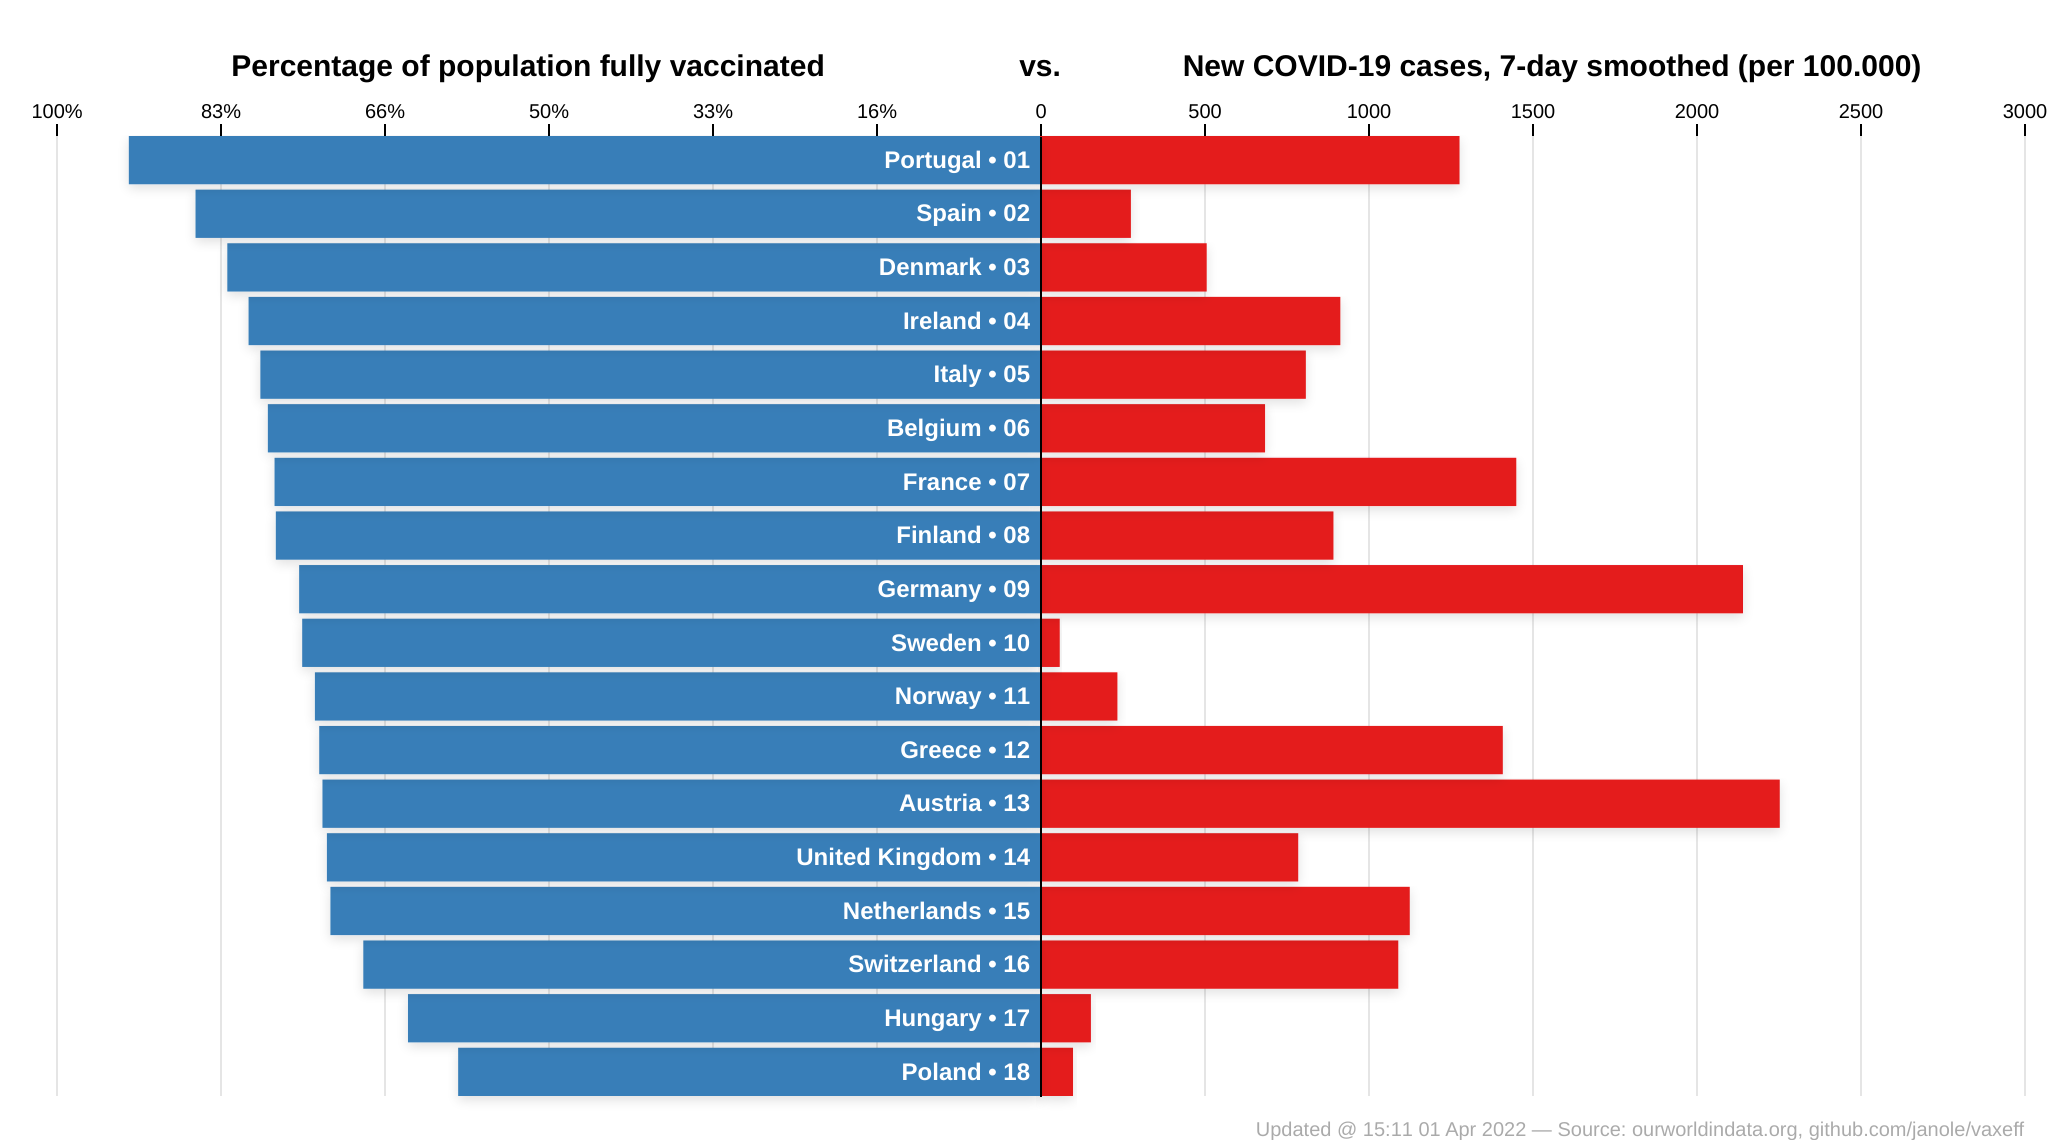 Percentage of population fully vaccinated vs. New COVID-19 cases, 7-day smoothed (per 100.000)
100% 83% 66% 50% 33% 16% 0 500 1000 1500 2000 2500 3000
Portugal • 01
Spain • 02
Denmark • 03
Ireland • 04
Italy • 05
Belgium • 06
France • 07
Finland • 08
Germany • 09
Sweden • 10
Norway • 11
Greece • 12
Austria • 13
United Kingdom • 14
Netherlands • 15
Switzerland • 16
Hungary • 17
Poland • 18
Updated @ 15:11 01 Apr 2022 — Source: ourworldindata.org, github.com/janole/vaxeff